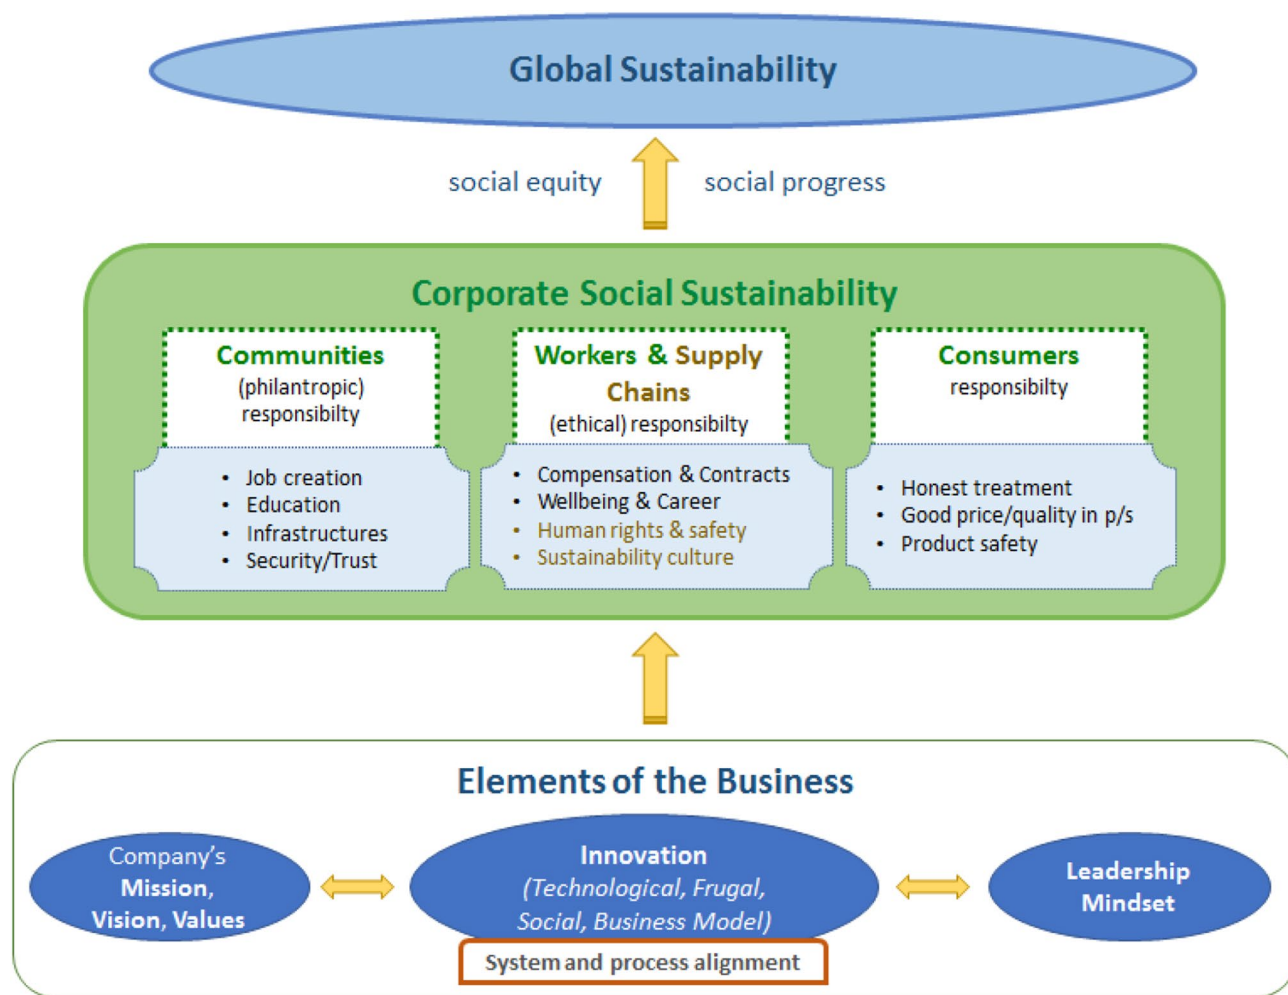 Global Sustainability
social equity
social progress
Corporate Social Sustainability
Communities
(philantropic)
responsibilty
• Job creation
• Education
• Infrastructures
• Security/Trust
Workers & Supply
Chains
(ethical) responsibilty
• Compensation & Contracts
• Wellbeing & Career
• Human rights & safety
• Sustainability culture
Consumers
responsibilty
• Honest treatment
• Good price/quality in p/s
• Product safety
Elements of the Business
Company's
Mission,
Vision, Values
Innovation
(Technological, Frugal,
Social, Business Model)
System and process alignment
Leadership
Mindset